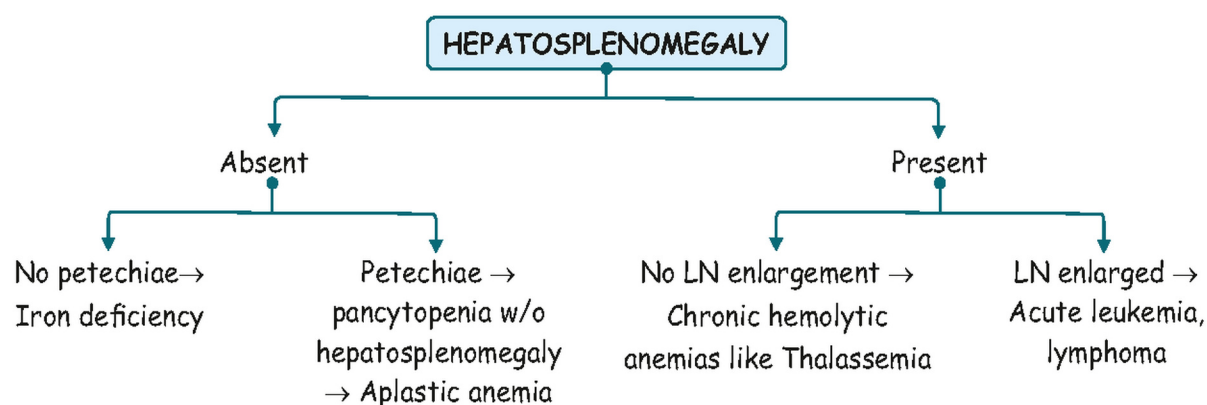 HEPATOSPLENOMEGALY
Absent
Present
No petechiae→
Iron deficiency
Petechiae →
pancytopenia w/o
hepatosplenomegaly
→ Aplastic anemia
No LN enlargement →
Chronic hemolytic
anemias like Thalassemia
LN enlarged →
Acute leukemia,
lymphoma